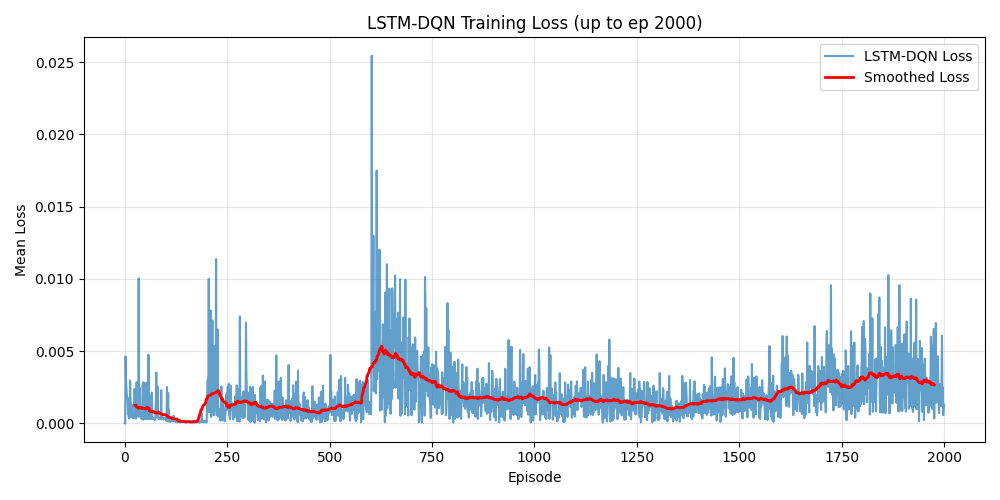 LSTM-DQN Training Loss (up to ep 2000)
LSTM-DQN Loss
Smoothed Loss
Mean Loss
0.025
0.020
0.015
0.010
0.005
0.000
0 250 500 750 1000 1250 1500 1750 2000
Episode